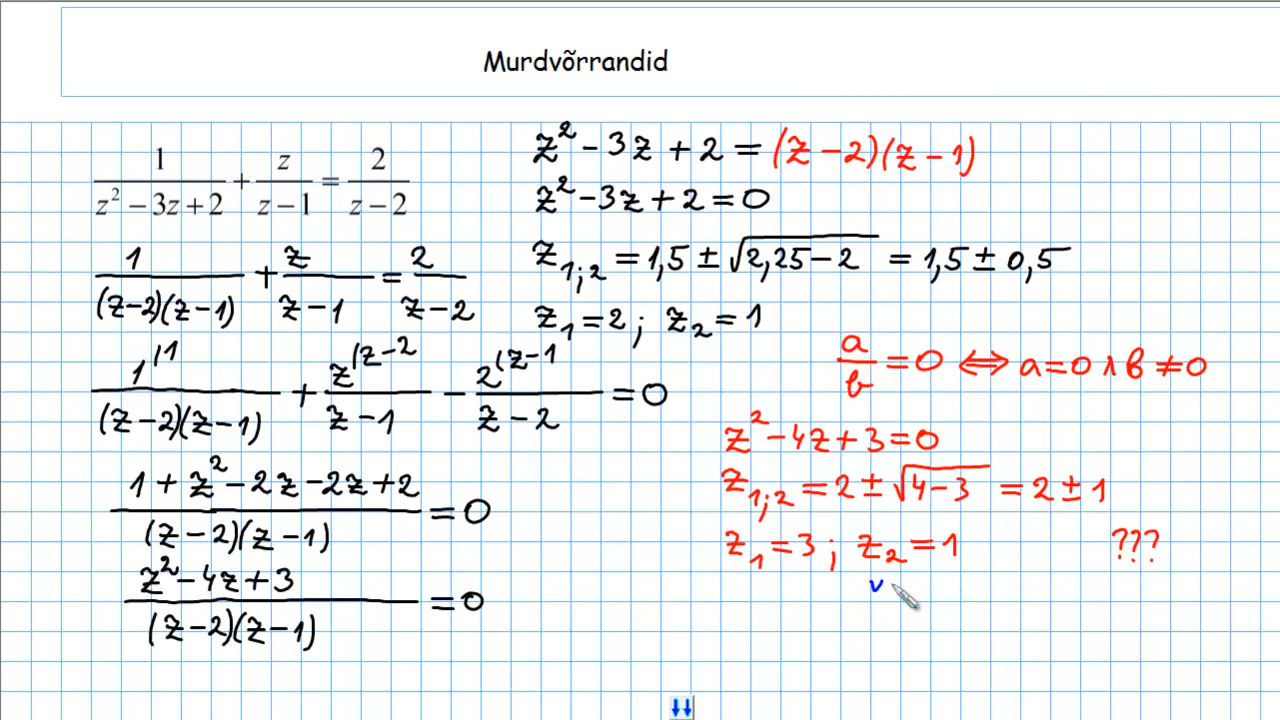 Murdvõrrandid
1/(z² − 3z + 2) + z/(z − 1) = 2/(z − 2)
1/((z−2)(z−1)) + z/(z−1) = 2/(z−2)
1^(1/((z−2)(z−1)) + z^(z−2/(z−1) − 2^(z−1/(z−2) = 0
(1 + z² − 2z − 2z + 2)/((z−2)(z−1)) = 0
(z² − 4z + 3)/((z−2)(z−1)) = 0
z² − 3z + 2 = (z − 2)(z − 1)
z² − 3z + 2 = 0
z₁;₂ = 1,5 ± √(2,25 − 2) = 1,5 ± 0,5
z₁ = 2 ; z₂ = 1
a/b = 0 ⟺ a = 0 ∧ b ≠ 0
z² − 4z + 3 = 0
z₁;₂ = 2 ± √(4 − 3) = 2 ± 1
z₁ = 3 ; z₂ = 1 ???
v